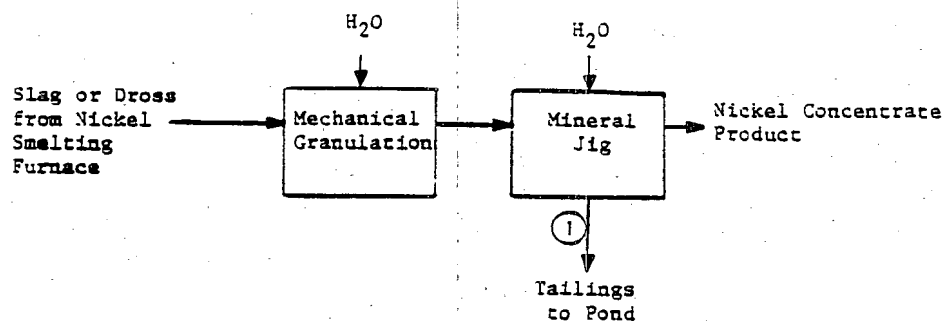 H₂O
H₂O
Slag or Dross
from Nickel
Smelting
Furnace
Mechanical
Granulation
Mineral
Jig
Nickel Concentrate
Product
1
Tailings
to Pond